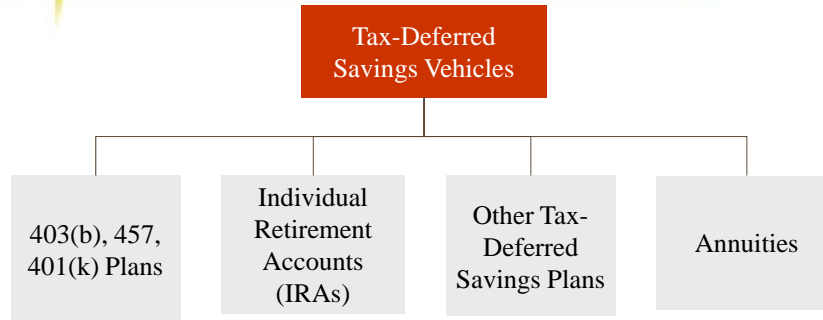 Tax-Deferred
Savings Vehicles
403(b), 457,
401(k) Plans
Individual
Retirement
Accounts
(IRAs)
Other Tax-
Deferred
Savings Plans
Annuities